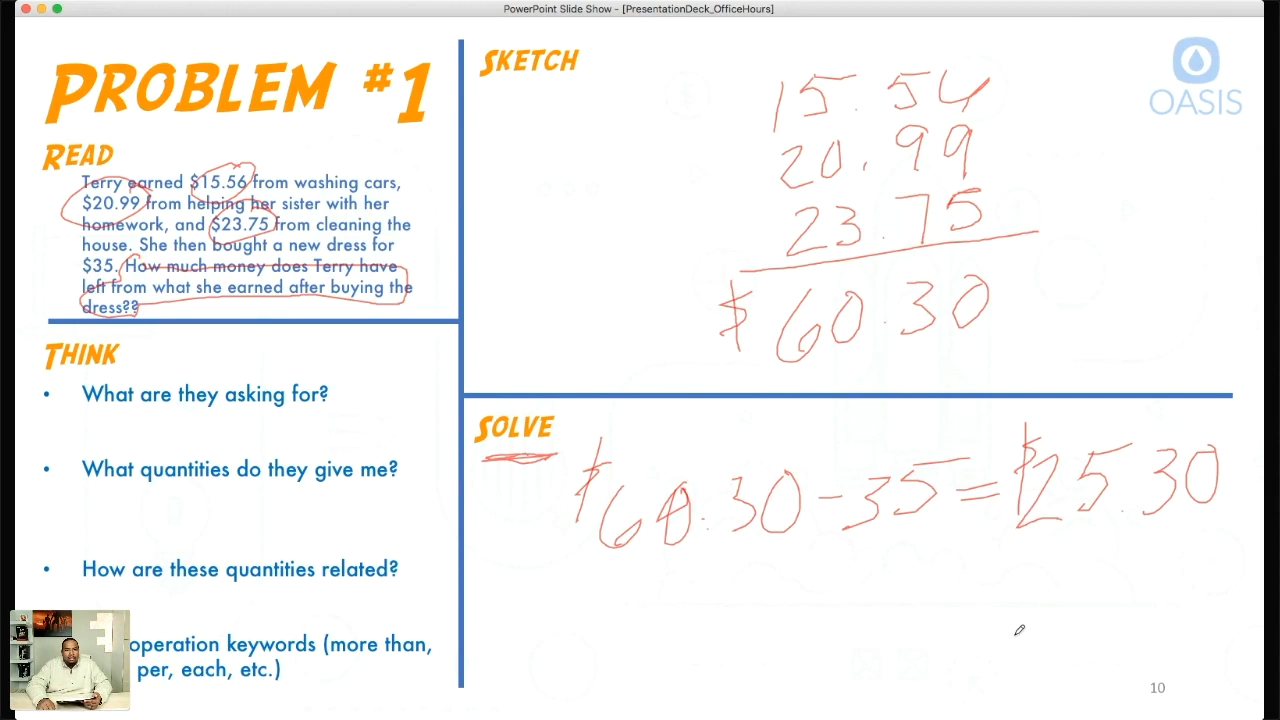 PowerPoint Slide Show - [PresentationDeck_OfficeHours]
PROBLEM #1
READ
Terry earned $15.56 from washing cars,
$20.99 from helping her sister with her
homework, and $23.75 from cleaning the
house. She then bought a new dress for
$35. How much money does Terry have
left from what she earned after buying the
dress??
THINK
• What are they asking for?
• What quantities do they give me?
• How are these quantities related?
operation keywords (more than,
per, each, etc.)
SKETCH
15.54
20.99
23.75
$60.30
OASIS
SOLVE
$60.30-35=$25.30
10